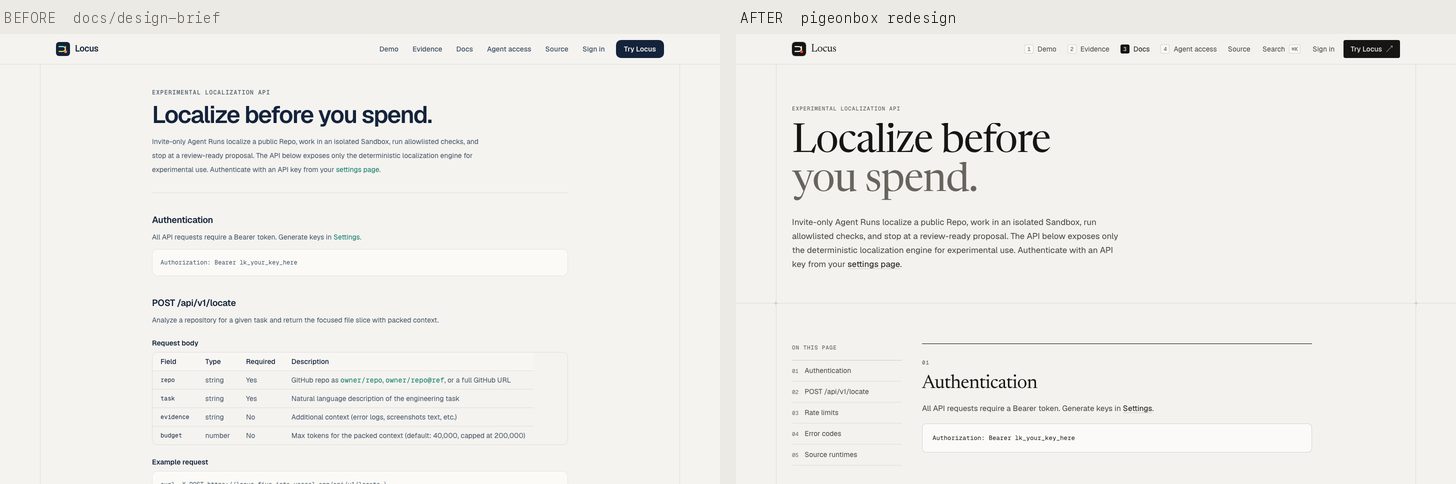 BEFORE docs/design-brief
Locus
Demo Evidence Docs Agent access Source Sign in Try Locus
EXPERIMENTAL LOCALIZATION API
Localize before you spend.
Invite-only Agent Runs localize a public Repo, work in an isolated Sandbox, run allowlisted checks, and
stop at a review-ready proposal. The API below exposes only the deterministic localization engine for
experimental use. Authenticate with an API key from your settings page.
Authentication
All API requests require a Bearer token. Generate keys in Settings.
Authorization: Bearer lk_your_key_here
POST /api/v1/locate
Analyze a repository for a given task and return the focused file slice with packed context.
Request body
Field Type Required Description
repo string Yes GitHub repo as owner/repo, owner/repo@ref, or a full GitHub URL
task string Yes Natural language description of the engineering task
evidence string No Additional context (error logs, screenshots text, etc.)
budget number No Max tokens for the packed context (default: 40,000, capped at 200,000)
Example request
AFTER pigeonbox redesign
Locus
1 Demo 2 Evidence 3 Docs 4 Agent access Source Search ⌘K Sign in Try Locus ↗
EXPERIMENTAL LOCALIZATION API
Localize before
you spend.
Invite-only Agent Runs localize a public Repo, work in an isolated Sandbox, run
allowlisted checks, and stop at a review-ready proposal. The API below exposes only
the deterministic localization engine for experimental use. Authenticate with an API
key from your settings page.
ON THIS PAGE
01 Authentication
02 POST /api/v1/locate
03 Rate limits
04 Error codes
05 Source runtimes
01
Authentication
All API requests require a Bearer token. Generate keys in Settings.
Authorization: Bearer lk_your_key_here